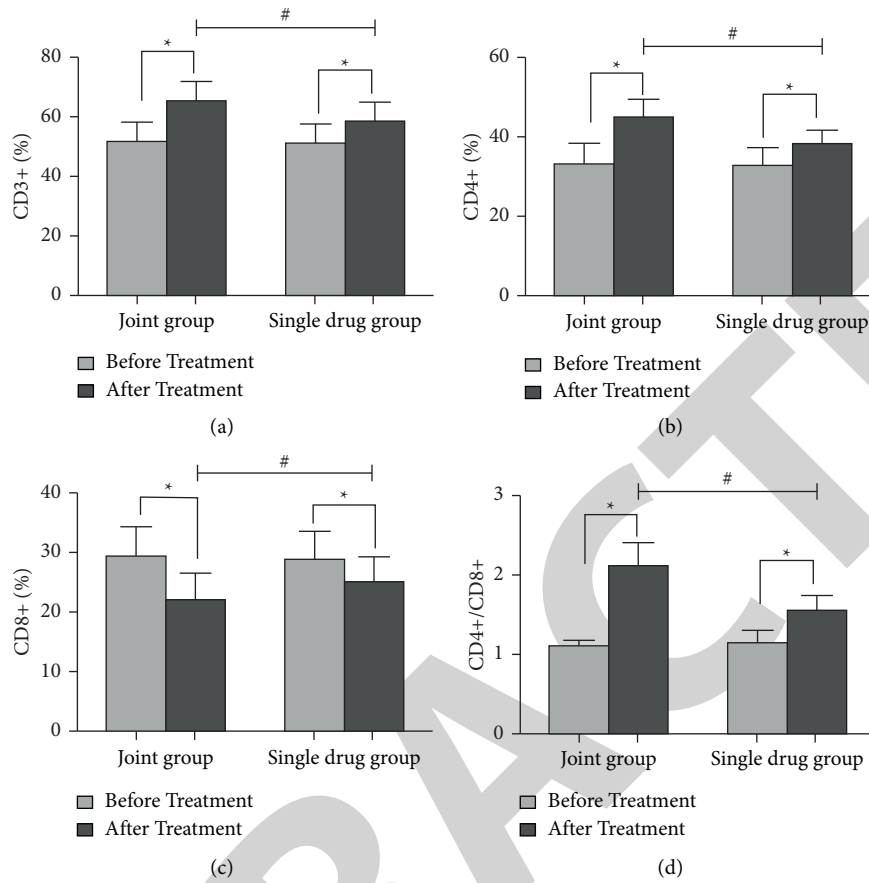 #
*
*
80
60
40
20
0
CD3+ (%)
Joint group
Single drug group
Before Treatment
After Treatment
(a)
#
*
*
60
40
20
0
CD4+ (%)
Joint group
Single drug group
Before Treatment
After Treatment
(b)
#
*
*
40
30
20
10
0
CD8+ (%)
Joint group
Single drug group
Before Treatment
After Treatment
(c)
#
*
*
3
2
1
0
CD4+/CD8+
Joint group
Single drug group
Before Treatment
After Treatment
(d)
RACT